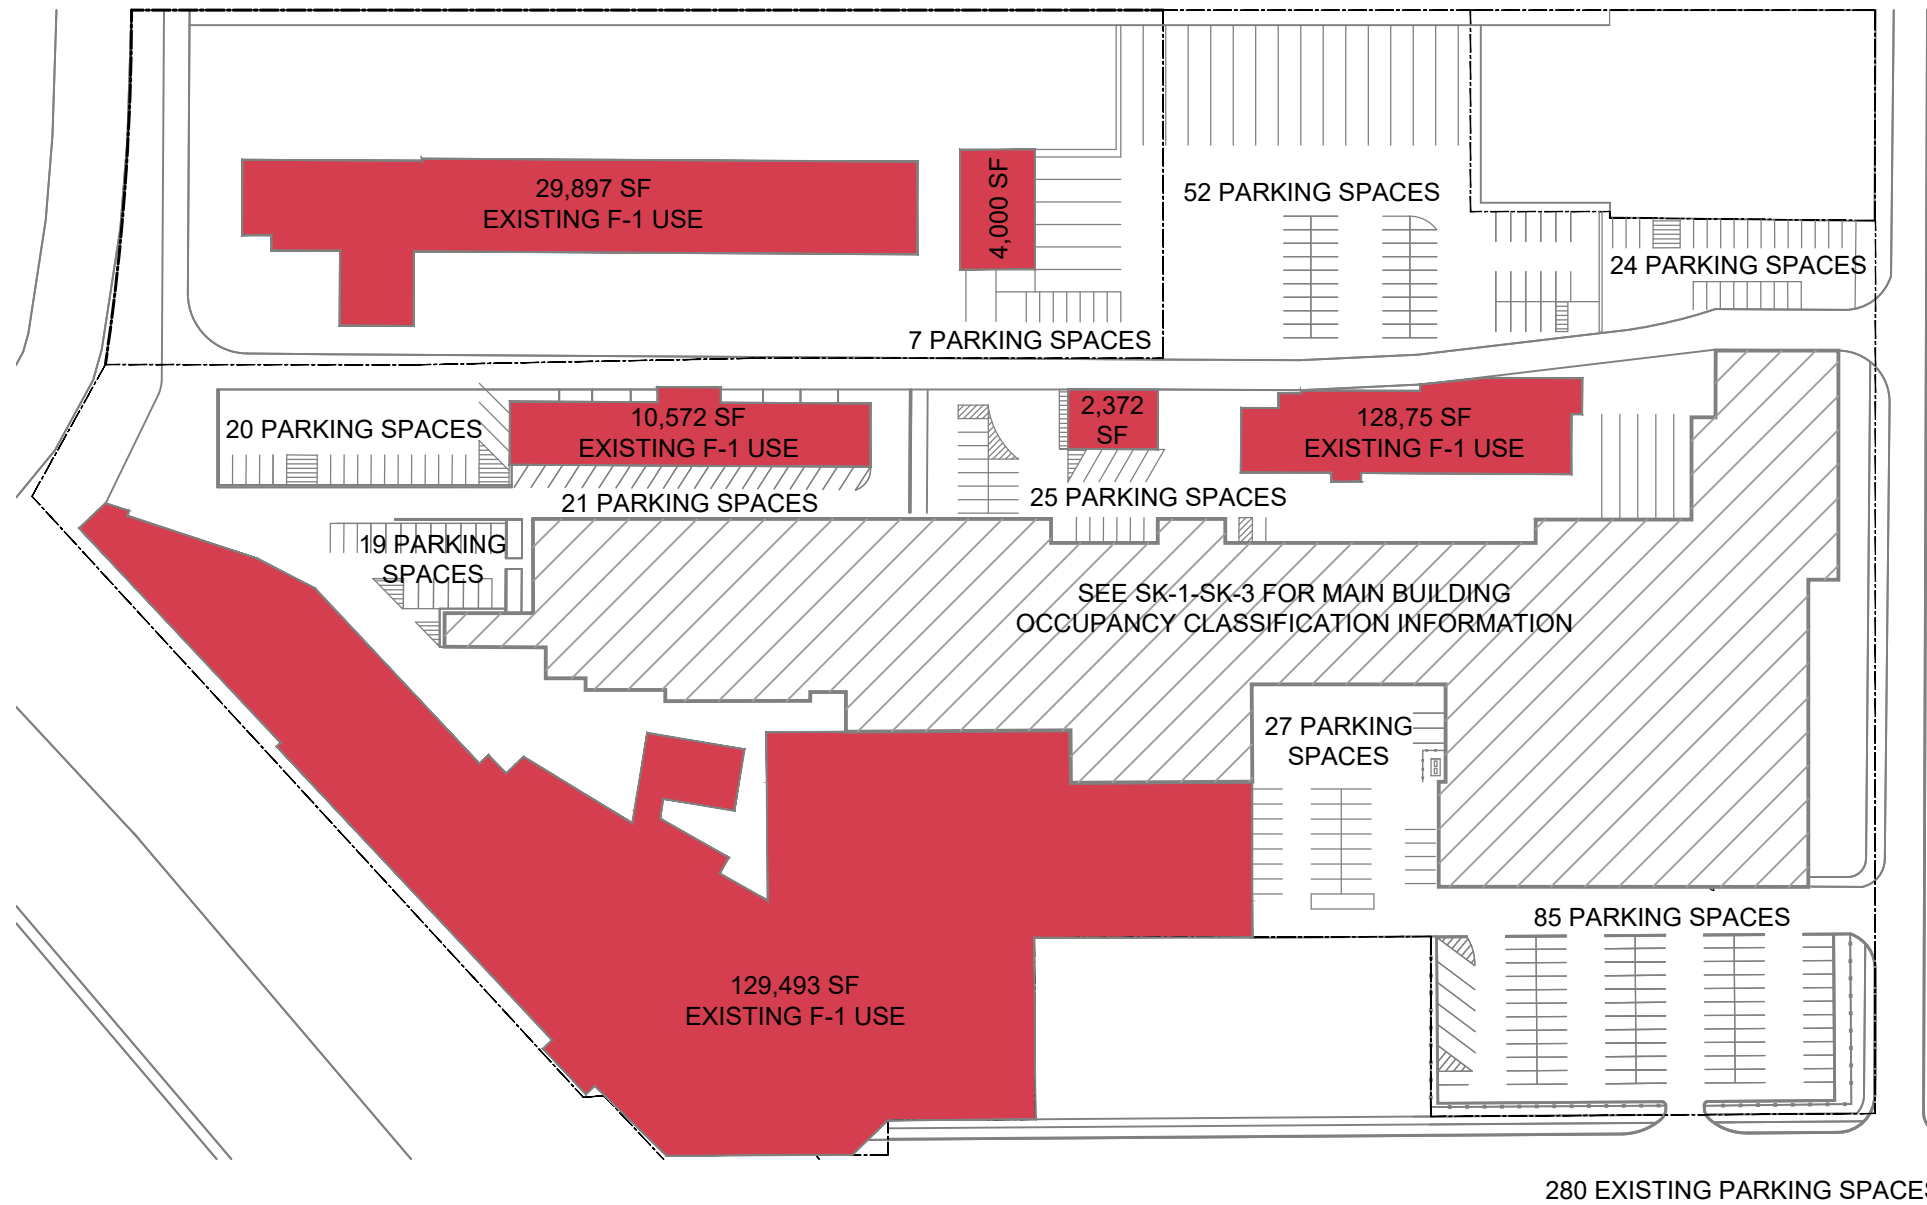 29,897 SF
EXISTING F-1 USE
4,000 SF
52 PARKING SPACES
24 PARKING SPACES
7 PARKING SPACES
20 PARKING SPACES
10,572 SF
EXISTING F-1 USE
2,372
SF
128,75 SF
EXISTING F-1 USE
21 PARKING SPACES
25 PARKING SPACES
19 PARKING
SPACES
SEE SK-1-SK-3 FOR MAIN BUILDING
OCCUPANCY CLASSIFICATION INFORMATION
27 PARKING
SPACES
85 PARKING SPACES
129,493 SF
EXISTING F-1 USE
280 EXISTING PARKING SPACES